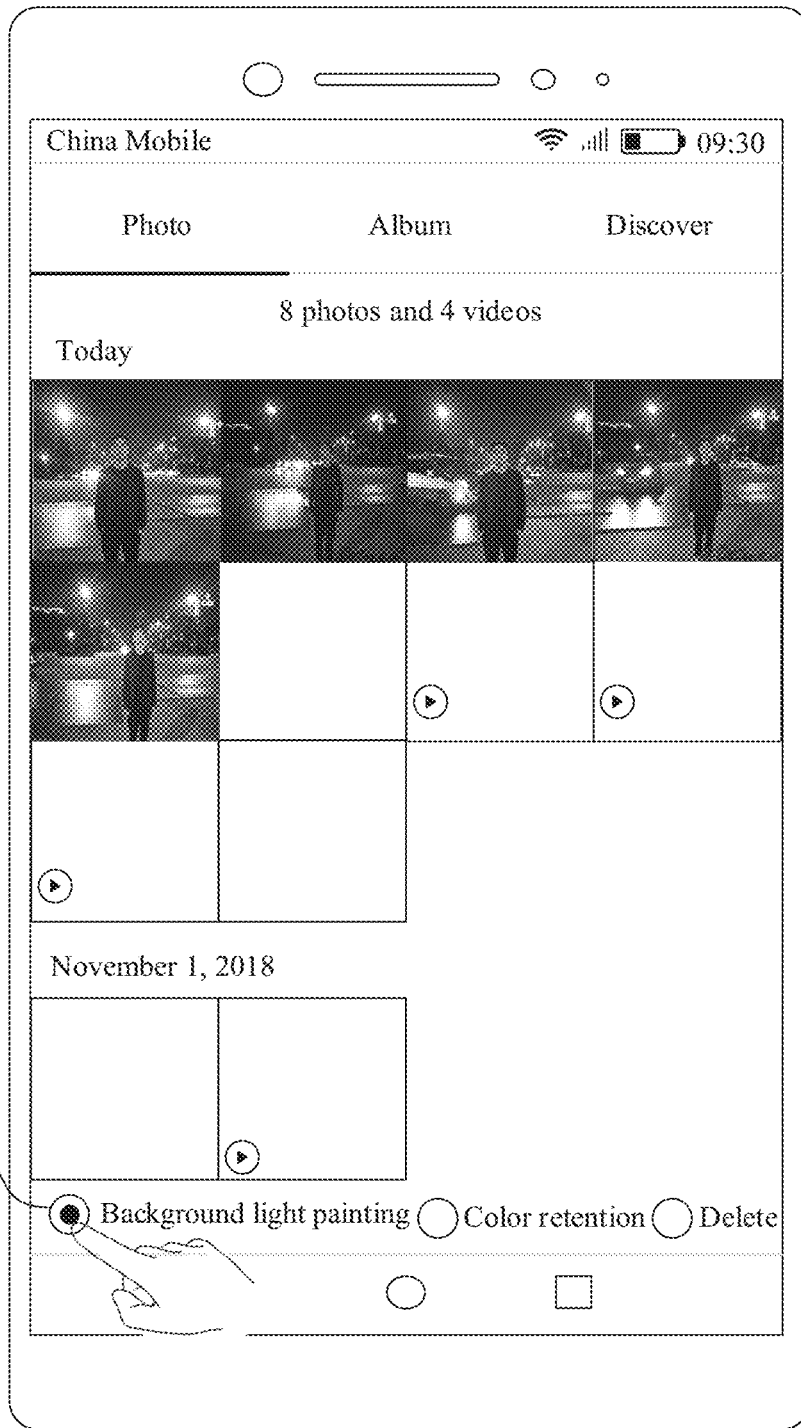 China Mobile 09:30
Photo Album Discover
8 photos and 4 videos
Today
November 1, 2018
Background light painting Color retention Delete